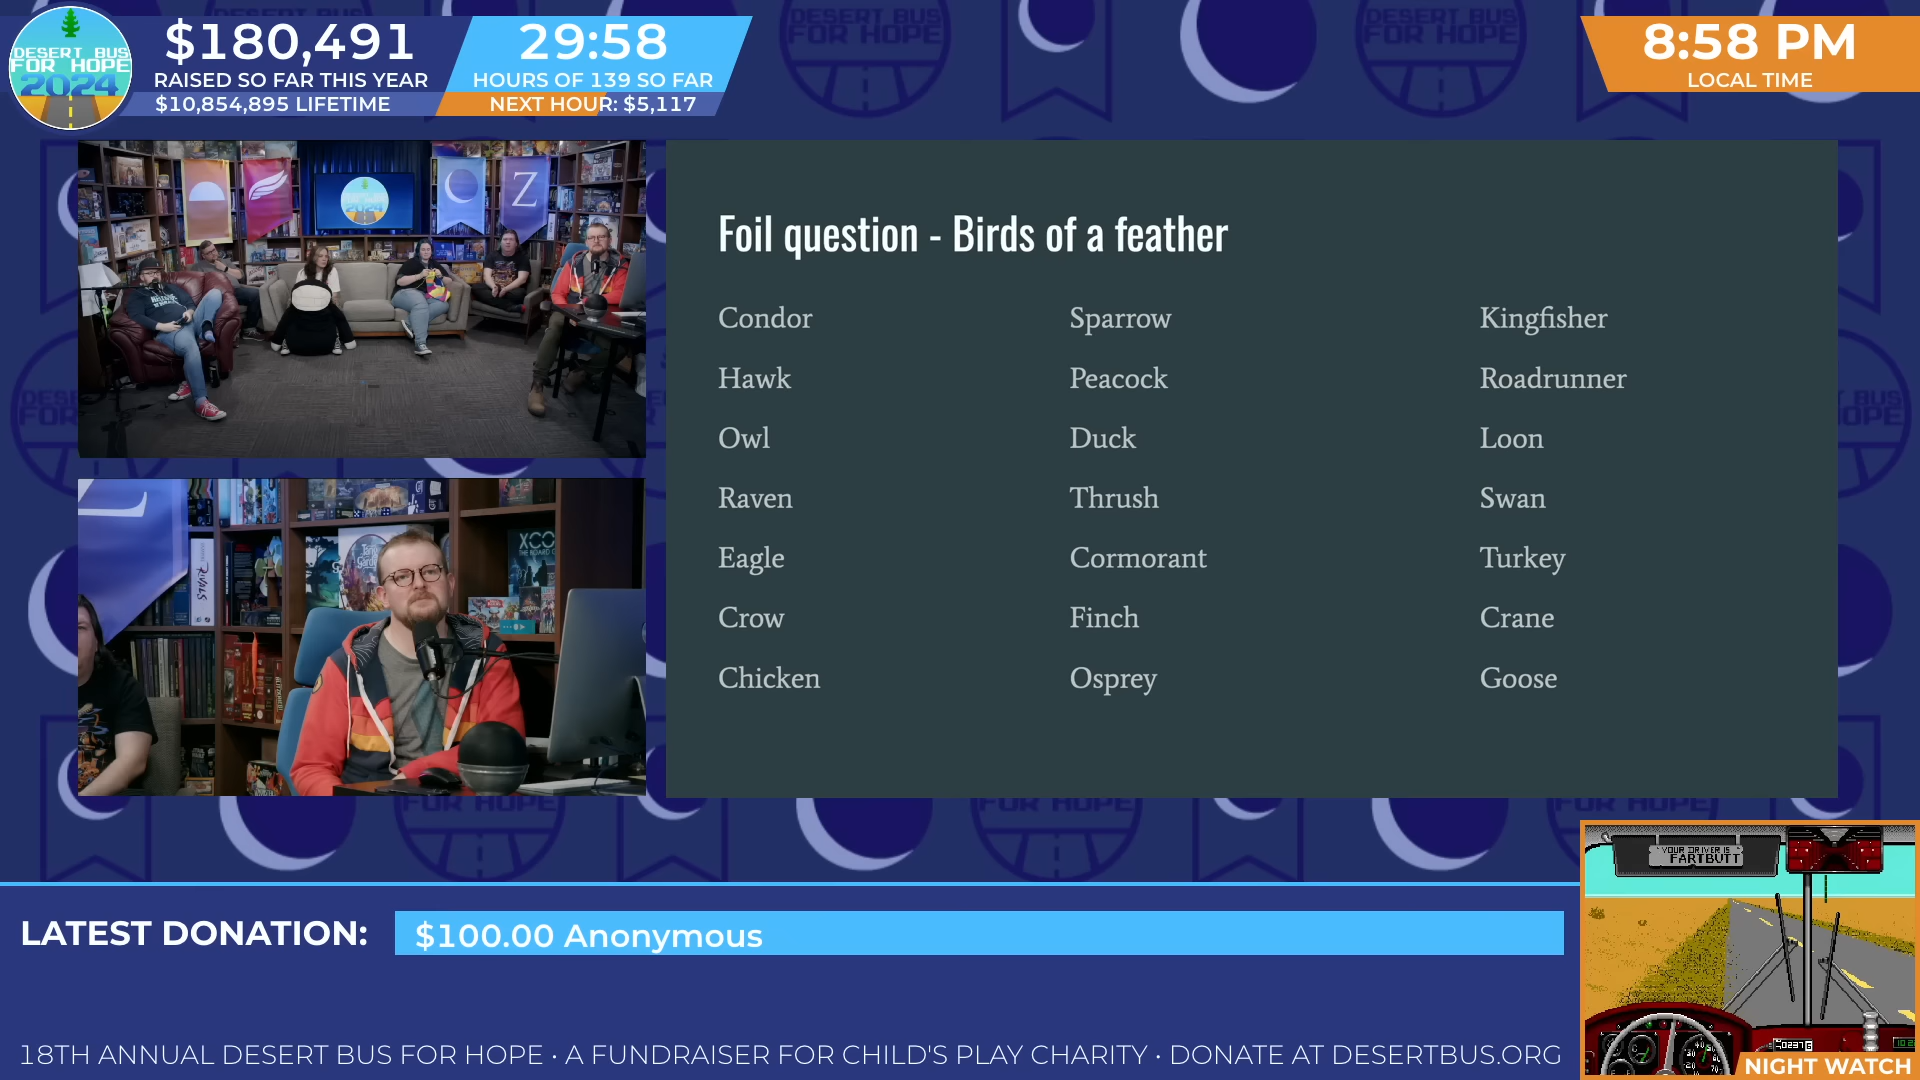 DESERT BUS
FOR HOPE
2024
$180,491
RAISED SO FAR THIS YEAR
$10,854,895 LIFETIME
29:58
HOURS OF 139 SO FAR
NEXT HOUR: $5,117
8:58 PM
LOCAL TIME
Z
Foil question - Birds of a feather
Condor
Hawk
Owl
Raven
Eagle
Crow
Chicken
Sparrow
Peacock
Duck
Thrush
Cormorant
Finch
Osprey
Kingfisher
Roadrunner
Loon
Swan
Turkey
Crane
Goose
RIVALS
XCO
THE BOARD
YOUR DRIVER IS
FARTBUTT
NIGHT WATCH
LATEST DONATION:
$100.00 Anonymous
18TH ANNUAL DESERT BUS FOR HOPE • A FUNDRAISER FOR CHILD'S PLAY CHARITY • DONATE AT DESERTBUS.ORG